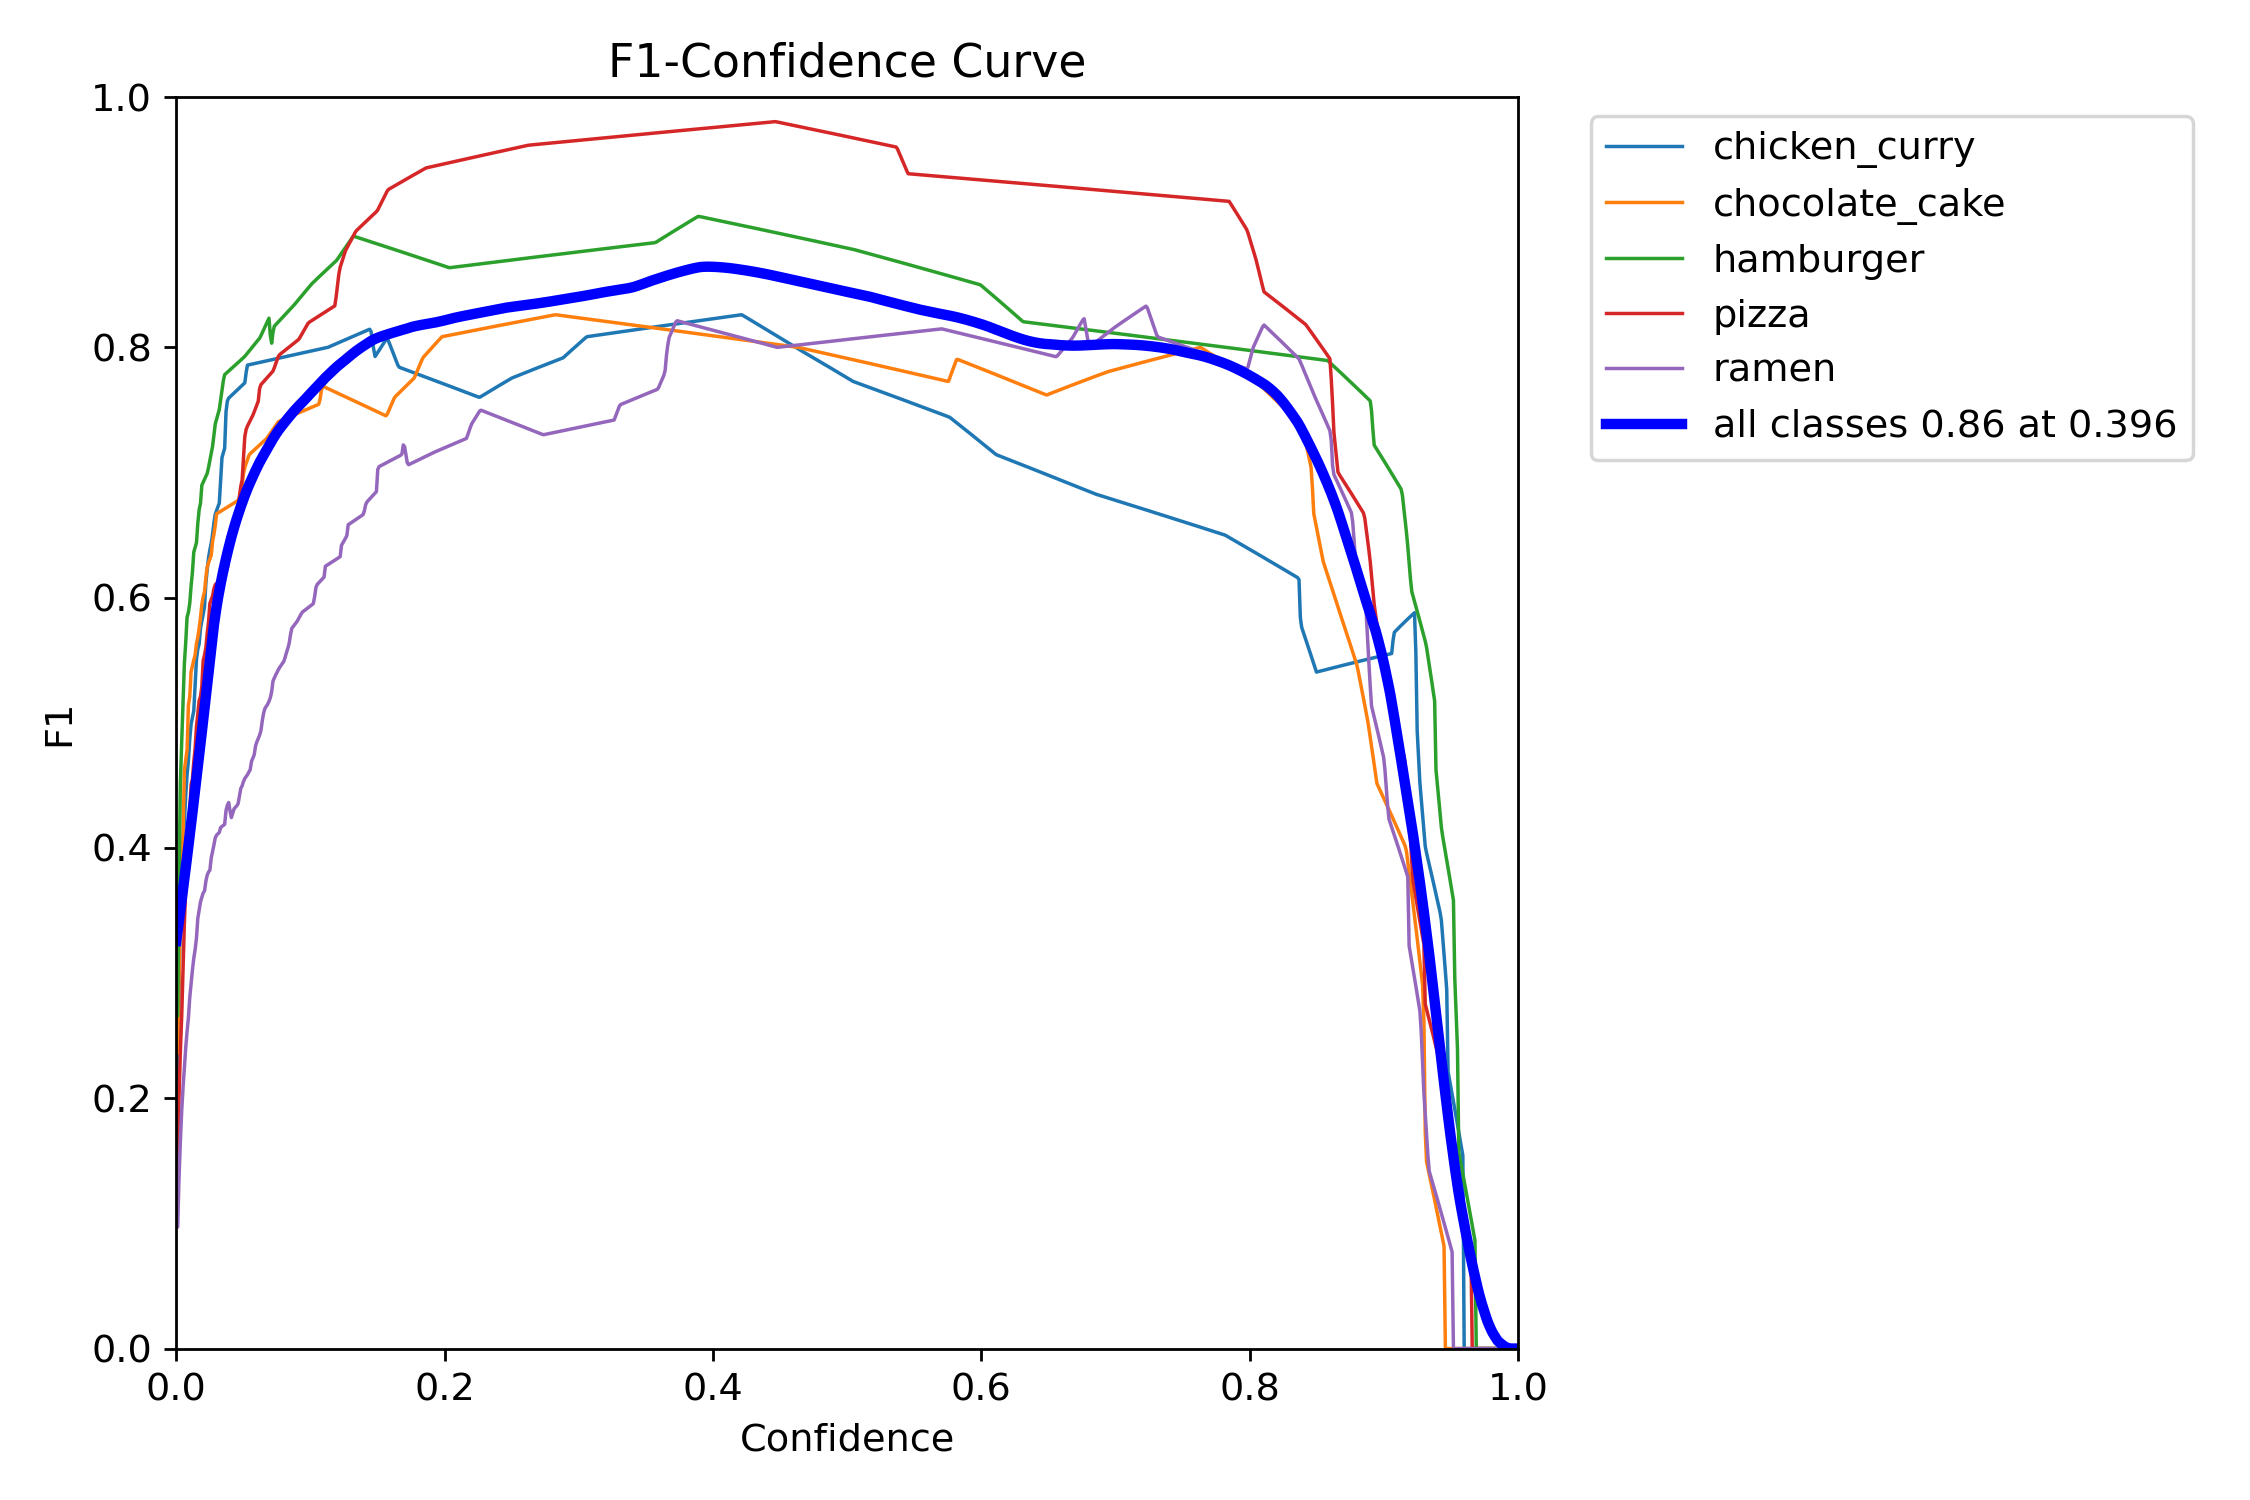 F1-Confidence Curve
1.0
0.8
0.6
0.4
0.2
0.0
F1
0.0 0.2 0.4 0.6 0.8 1.0
Confidence
chicken_curry
chocolate_cake
hamburger
pizza
ramen
all classes 0.86 at 0.396